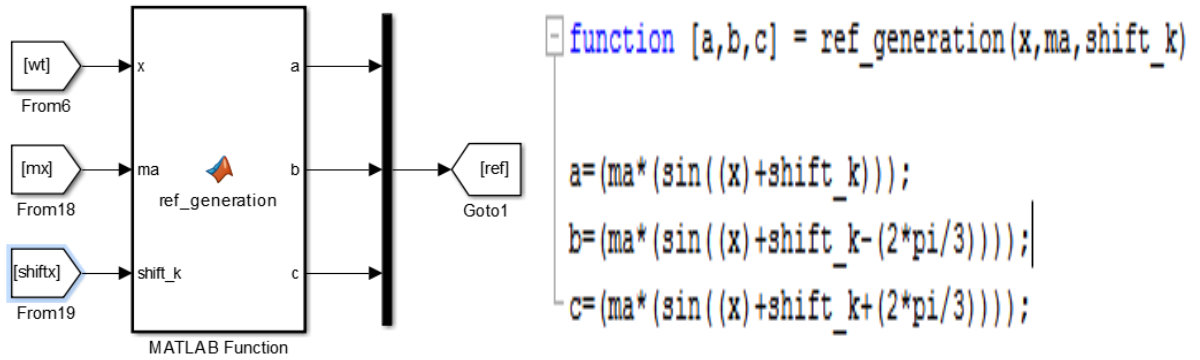 [wt]
From6
[mx]
From18
[shiftx]
From19
x
ma
shift_k
ref_generation
a
b
c
MATLAB Function
[ref]
Goto1
function [a,b,c] = ref_generation(x,ma,shift_k)
a=(ma*(sin((x)+shift_k)));
b=(ma*(sin((x)+shift_k-(2*pi/3))));
c=(ma*(sin((x)+shift_k+(2*pi/3))));